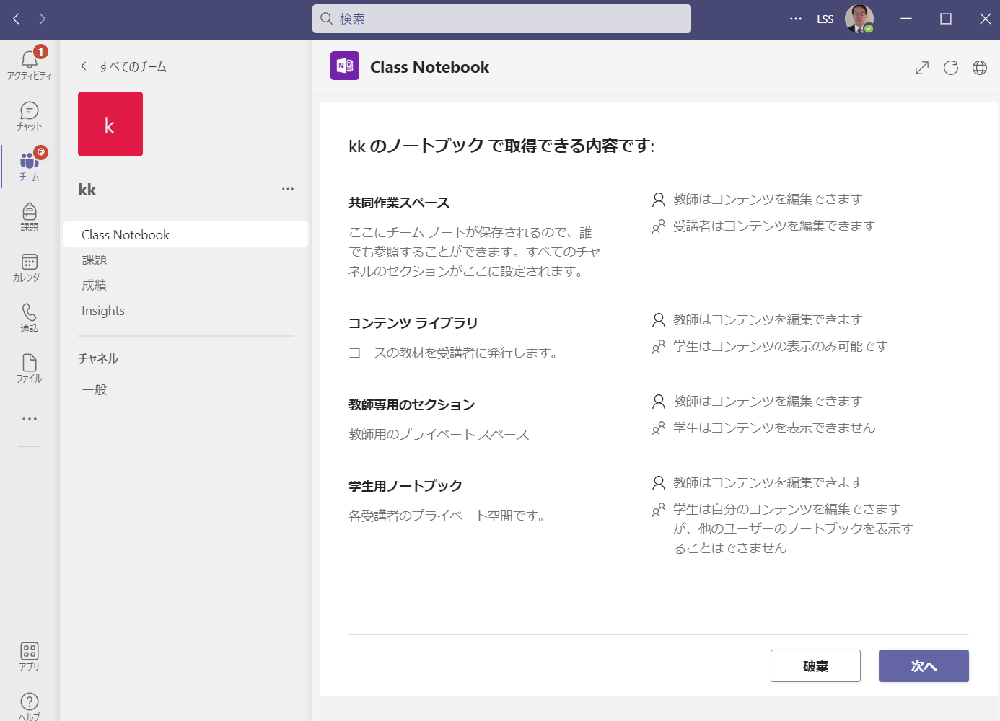 検索
LSS
1
アクティビティ
チャット
@
チーム
課題
カレンダー
通話
ファイル
アプリ
ヘルプ
すべてのチーム
k
kk
Class Notebook
課題
成績
Insights
チャネル
一般
N
Class Notebook
kk のノートブック で取得できる内容です:
共同作業スペース
ここにチーム ノートが保存されるので、誰
でも参照することができます。すべてのチャ
ネルのセクションがここに設定されます。
教師はコンテンツを編集できます
受講者はコンテンツを編集できます
コンテンツ ライブラリ
コースの教材を受講者に発行します。
教師はコンテンツを編集できます
学生はコンテンツの表示のみ可能です
教師専用のセクション
教師用のプライベート スペース
教師はコンテンツを編集できます
学生はコンテンツを表示できません
学生用ノートブック
各受講者のプライベート空間です。
教師はコンテンツを編集できます
学生は自分のコンテンツを編集できます
が、他のユーザーのノートブックを表示す
ることはできません
破棄
次へ